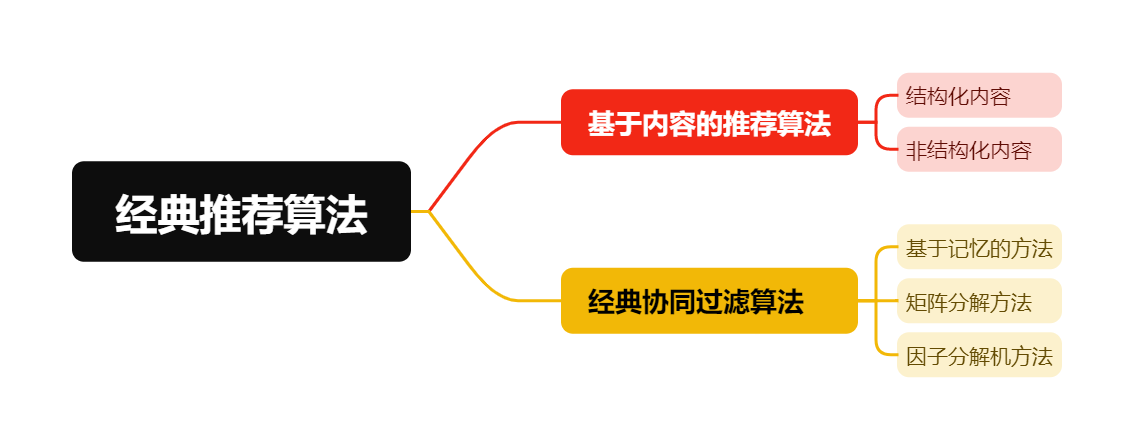 经典推荐算法
基于内容的推荐算法
结构化内容
非结构化内容
经典协同过滤算法
基于记忆的方法
矩阵分解方法
因子分解机方法